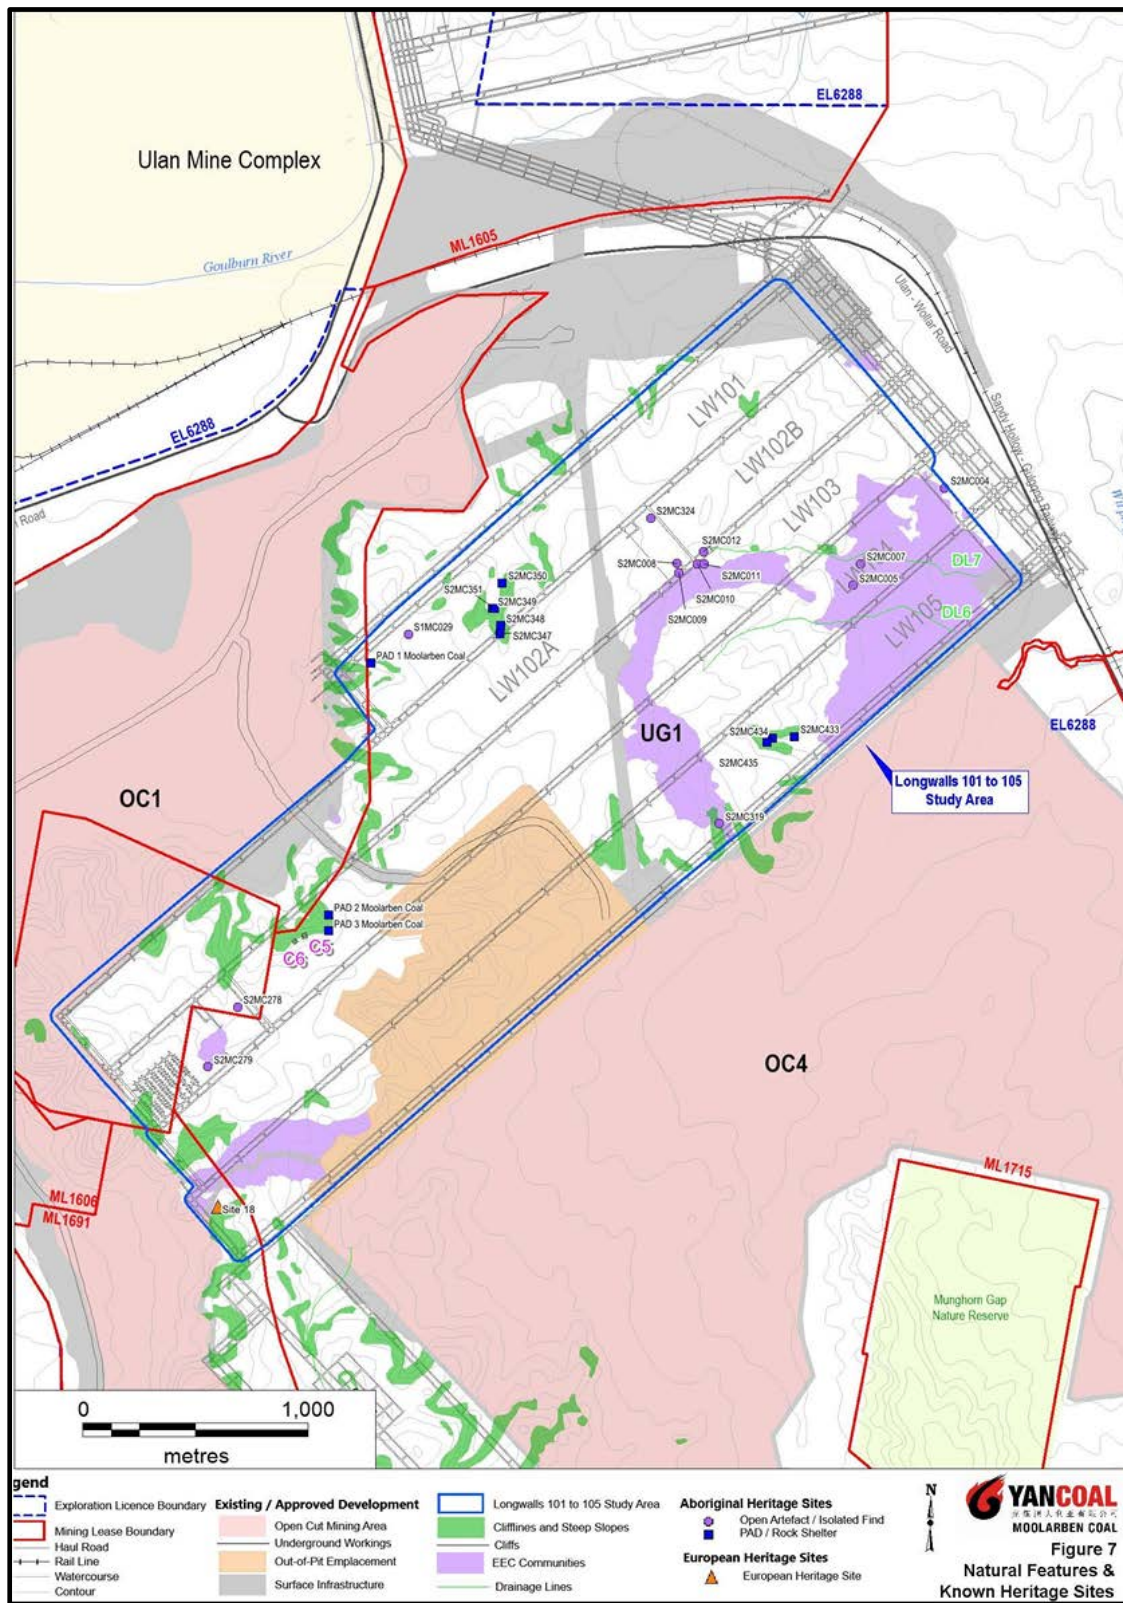 EL6288
Ulan Mine Complex
Goulburn River
ML1605
Ulan - Wollar Road
EL6288
Road
Sandy Hollow - Gulgong Railway
LW101
LW102B
LW103
S2MC004
S2MC324
S2MC012
S2MC008
S2MC011
S2MC010
S2MC009
S2MC007
S2MC005
DL7
LW105
DL6
S2MC350
S2MC351
S2MC349
S2MC348
S2MC347
S1MC029
PAD 1 Moolarben Coal
LW102A
EL6288
UG1
S2MC434
S2MC433
S2MC435
Longwalls 101 to 105
Study Area
OC1
S2MC319
PAD 2 Moolarben Coal
PAD 3 Moolarben Coal
C5
C6
S2MC278
S2MC279
OC4
ML1715
ML1606
ML1691
Site 18
Munghorn Gap
Nature Reserve
0 1,000
metres
gend
Exploration Licence Boundary
Mining Lease Boundary
Haul Road
Rail Line
Watercourse
Contour
Existing / Approved Development
Open Cut Mining Area
Underground Workings
Out-of-Pit Emplacement
Surface Infrastructure
Longwalls 101 to 105 Study Area
Clifflines and Steep Slopes
Cliffs
EEC Communities
Drainage Lines
Aboriginal Heritage Sites
Open Artefact / Isolated Find
PAD / Rock Shelter
European Heritage Sites
European Heritage Site
N
YANCOAL
MOOLARBEN COAL
Figure 7
Natural Features &
Known Heritage Sites